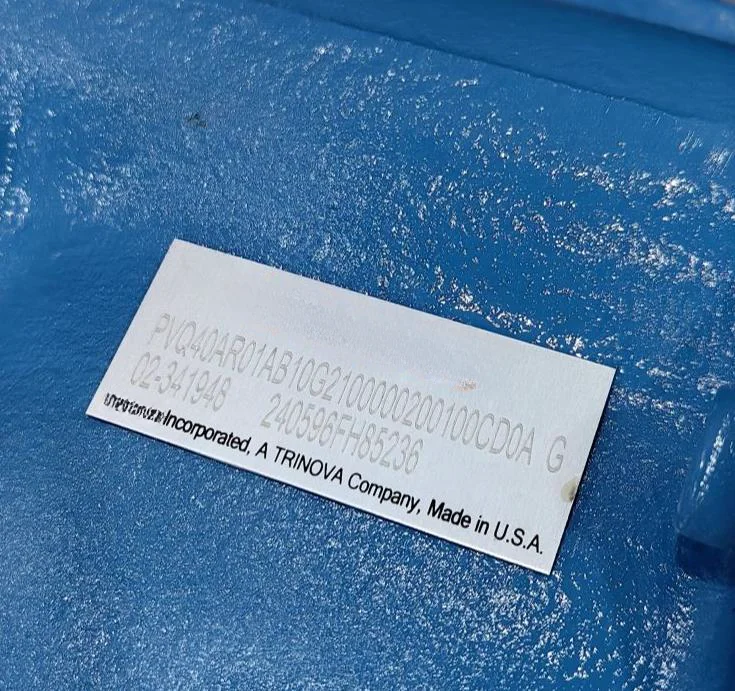 PVQ40AR01AB10G2100000200100CD0A G
02-341948 240596FH85236
Incorporated, A TRINOVA Company, Made in U.S.A.